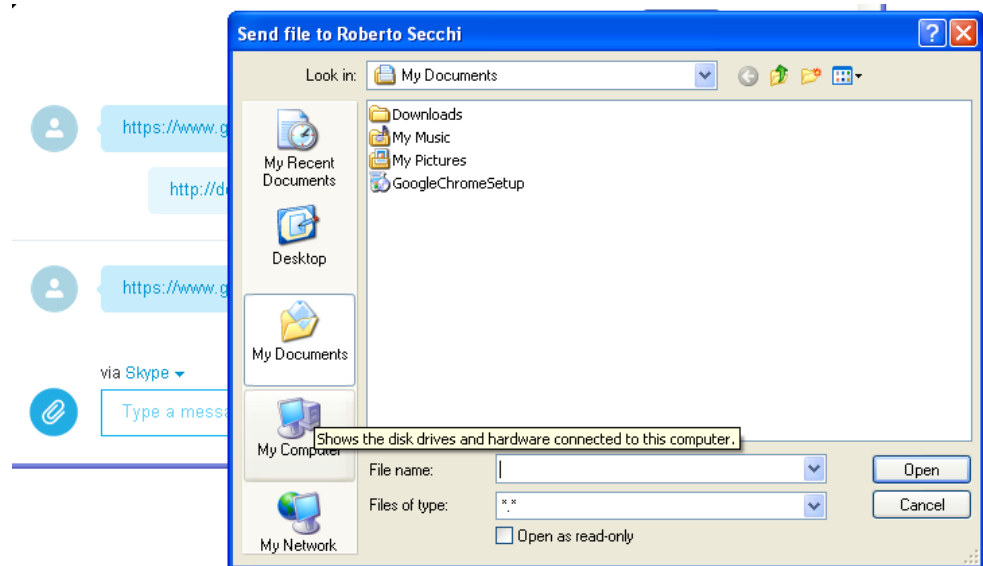 Send file to Roberto Secchi
Look in: My Documents
https://www.g
http://d
https://www.g
via Skype
Type a messa
My Recent
Documents
Desktop
My Documents
My Computer
My Network
Downloads
My Music
My Pictures
GoogleChromeSetup
Shows the disk drives and hardware connected to this computer.
File name:
Open
Files of type: *.*
Cancel
Open as read-only